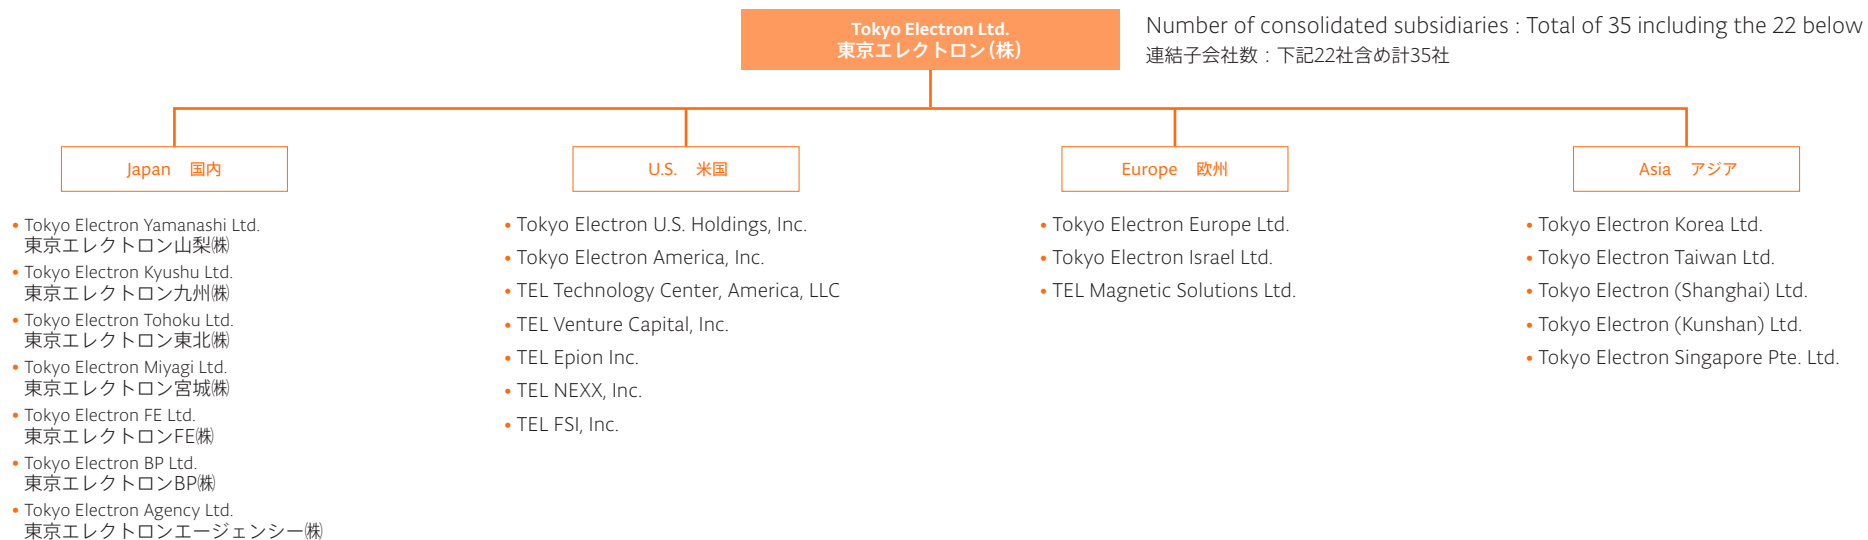 Tokyo Electron Ltd.
東京エレクトロン(株)
Number of consolidated subsidiaries : Total of 35 including the 22 below
連結子会社数：下記22社含め計35社
Japan 国内
• Tokyo Electron Yamanashi Ltd.
東京エレクトロン山梨㈱
• Tokyo Electron Kyushu Ltd.
東京エレクトロン九州㈱
• Tokyo Electron Tohoku Ltd.
東京エレクトロン東北㈱
• Tokyo Electron Miyagi Ltd.
東京エレクトロン宮城㈱
• Tokyo Electron FE Ltd.
東京エレクトロンFE㈱
• Tokyo Electron BP Ltd.
東京エレクトロンBP㈱
• Tokyo Electron Agency Ltd.
東京エレクトロンエージェンシー㈱
U.S. 米国
• Tokyo Electron U.S. Holdings, Inc.
• Tokyo Electron America, Inc.
• TEL Technology Center, America, LLC
• TEL Venture Capital, Inc.
• TEL Epion Inc.
• TEL NEXX, Inc.
• TEL FSI, Inc.
Europe 欧州
• Tokyo Electron Europe Ltd.
• Tokyo Electron Israel Ltd.
• TEL Magnetic Solutions Ltd.
Asia アジア
• Tokyo Electron Korea Ltd.
• Tokyo Electron Taiwan Ltd.
• Tokyo Electron (Shanghai) Ltd.
• Tokyo Electron (Kunshan) Ltd.
• Tokyo Electron Singapore Pte. Ltd.